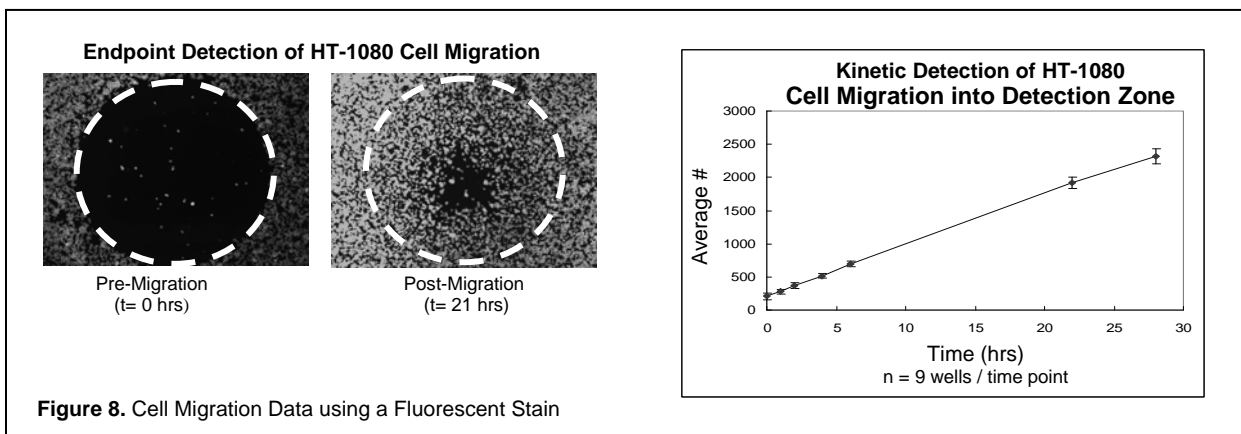 Endpoint Detection of HT-1080 Cell Migration
Pre-Migration
(t= 0 hrs)
Post-Migration
(t= 21 hrs)
Kinetic Detection of HT-1080
Cell Migration into Detection Zone
Average #
3000
2500
2000
1500
1000
500
0
0 5 10 15 20 25 30
Time (hrs)
n = 9 wells / time point
Figure 8. Cell Migration Data using a Fluorescent Stain